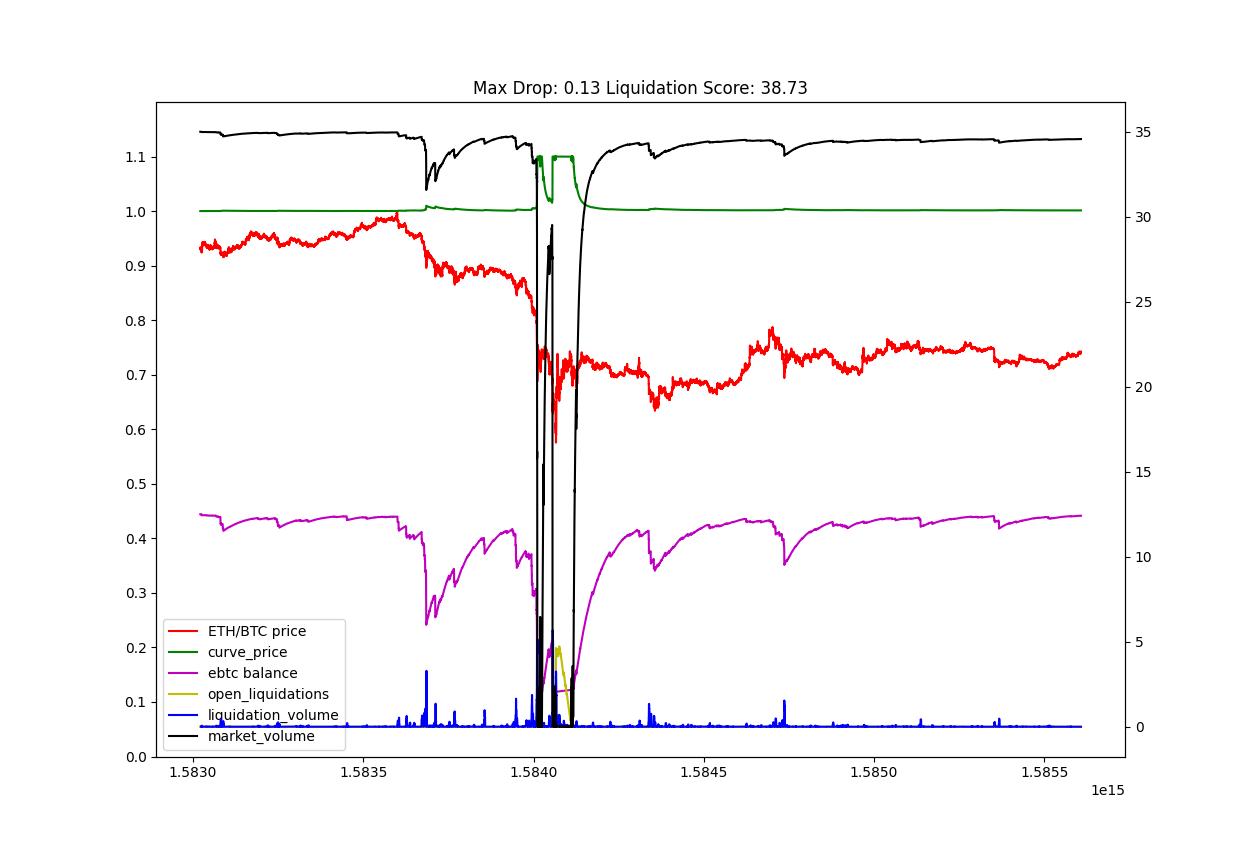 Max Drop: 0.13 Liquidation Score: 38.73
1.1
1.0
0.9
0.8
0.7
0.6
0.5
0.4
0.3
0.2
0.1
0.0
35
30
25
20
15
10
5
0
ETH/BTC price
curve_price
ebtc balance
open_liquidations
liquidation_volume
market_volume
1.5830 1.5835 1.5840 1.5845 1.5850 1.5855
1e15